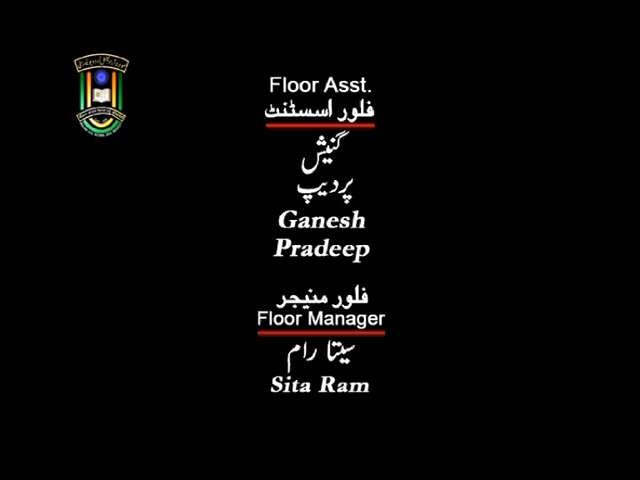 Floor Asst.
فلور اسسٹنٹ
گنیش
پردیپ
Ganesh
Pradeep
فلور منیجر
Floor Manager
سیتا رام
Sita Ram